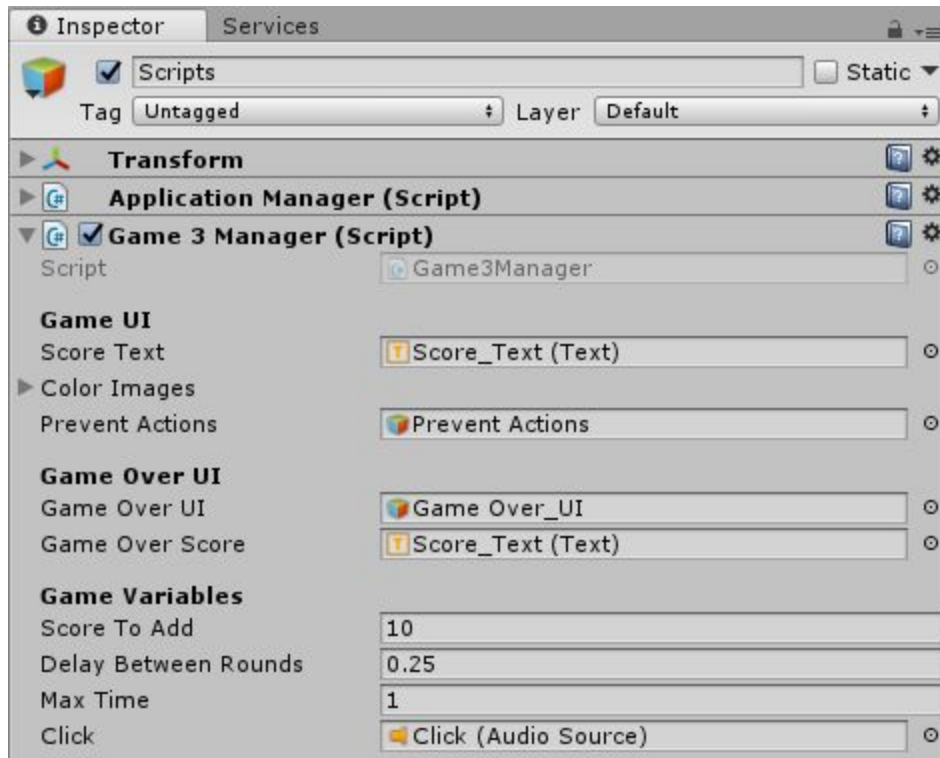 Inspector Services
Scripts Static
Tag Untagged Layer Default
Transform
Application Manager (Script)
Game 3 Manager (Script)
Script Game3Manager
Game UI
Score Text Score_Text (Text)
Color Images
Prevent Actions Prevent Actions
Game Over UI
Game Over UI Game Over_UI
Game Over Score Score_Text (Text)
Game Variables
Score To Add 10
Delay Between Rounds 0.25
Max Time 1
Click Click (Audio Source)